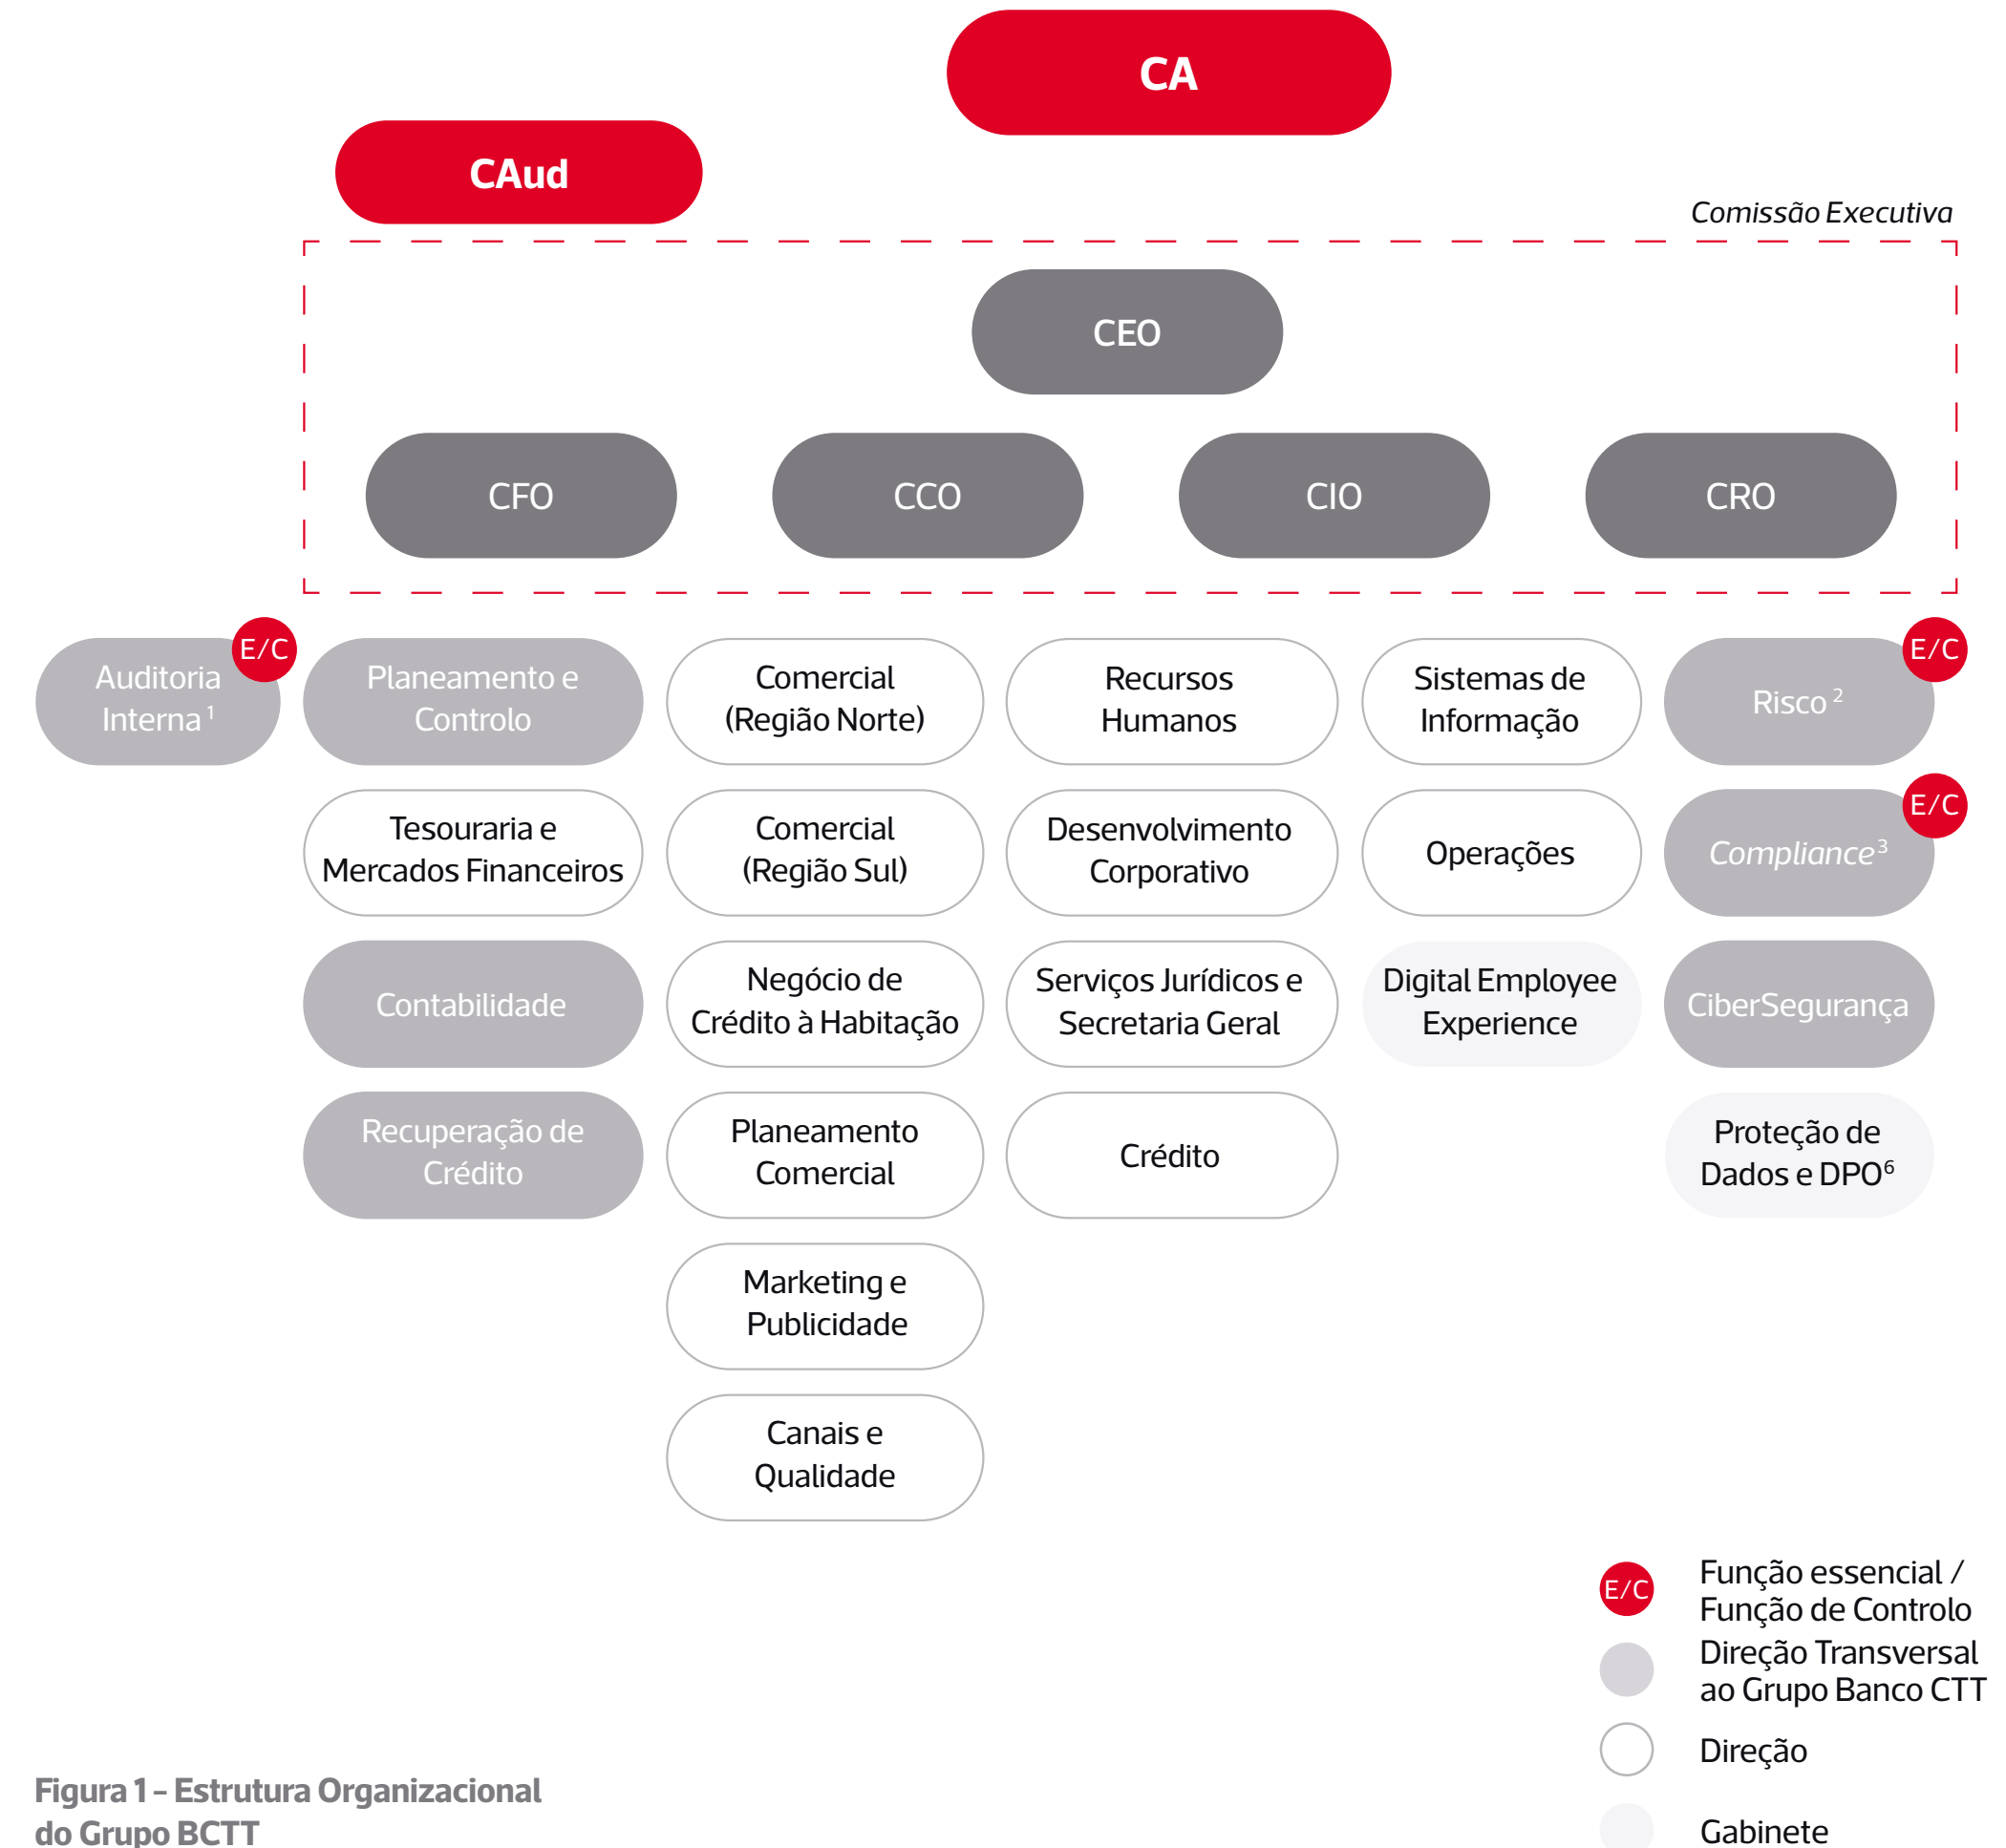 CA
CAud
Comissão Executiva
CEO
CFO
CCO
CIO
CRO
Auditoria
Interna ¹
E/C
Planeamento e
Controlo
Comercial
(Região Norte)
Recursos
Humanos
Sistemas de
Informação
Risco ²
E/C
Tesouraria e
Mercados Financeiros
Comercial
(Região Sul)
Desenvolvimento
Corporativo
Operações
Compliance ³
E/C
Contabilidade
Negócio de
Crédito à Habitação
Serviços Jurídicos e
Secretaria Geral
Digital Employee
Experience
CiberSegurança
Recuperação de
Crédito
Planeamento
Comercial
Crédito
Proteção de
Dados e DPO⁶
Marketing e
Publicidade
Canais e
Qualidade
E/C
Função essencial /
Função de Controlo
Direção Transversal
ao Grupo Banco CTT
Direção
Gabinete
Figura 1 – Estrutura Organizacional
do Grupo BCTT